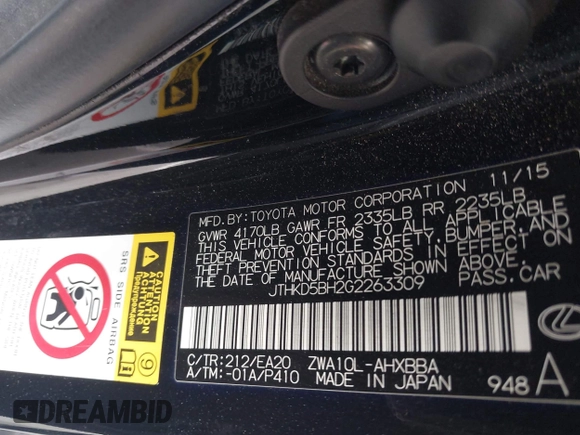 11/15
MFD.BY:TOYOTA MOTOR CORPORATION
GVWR 4170LB GAWR FR 2335LB RR 2235LB
THIS VEHICLE CONFORMS TO ALL APPLICABLE
FEDERAL MOTOR VEHICLE SAFETY, BUMPER, AND
THEFT PREVENTION STANDARDS IN EFFECT ON
THE DATE OF MANUFACTURE SHOWN ABOVE.
JTHKD5BH2G2263309 PASS.CAR
C/TR:212/EA20 ZWA10L-AHXBBA
A/TM:-01A/P410 MADE IN JAPAN
948 A
SRS SIDE AIRBAG
CAUTION
ATTENTION
ACHTUNG
9
DREAMBID